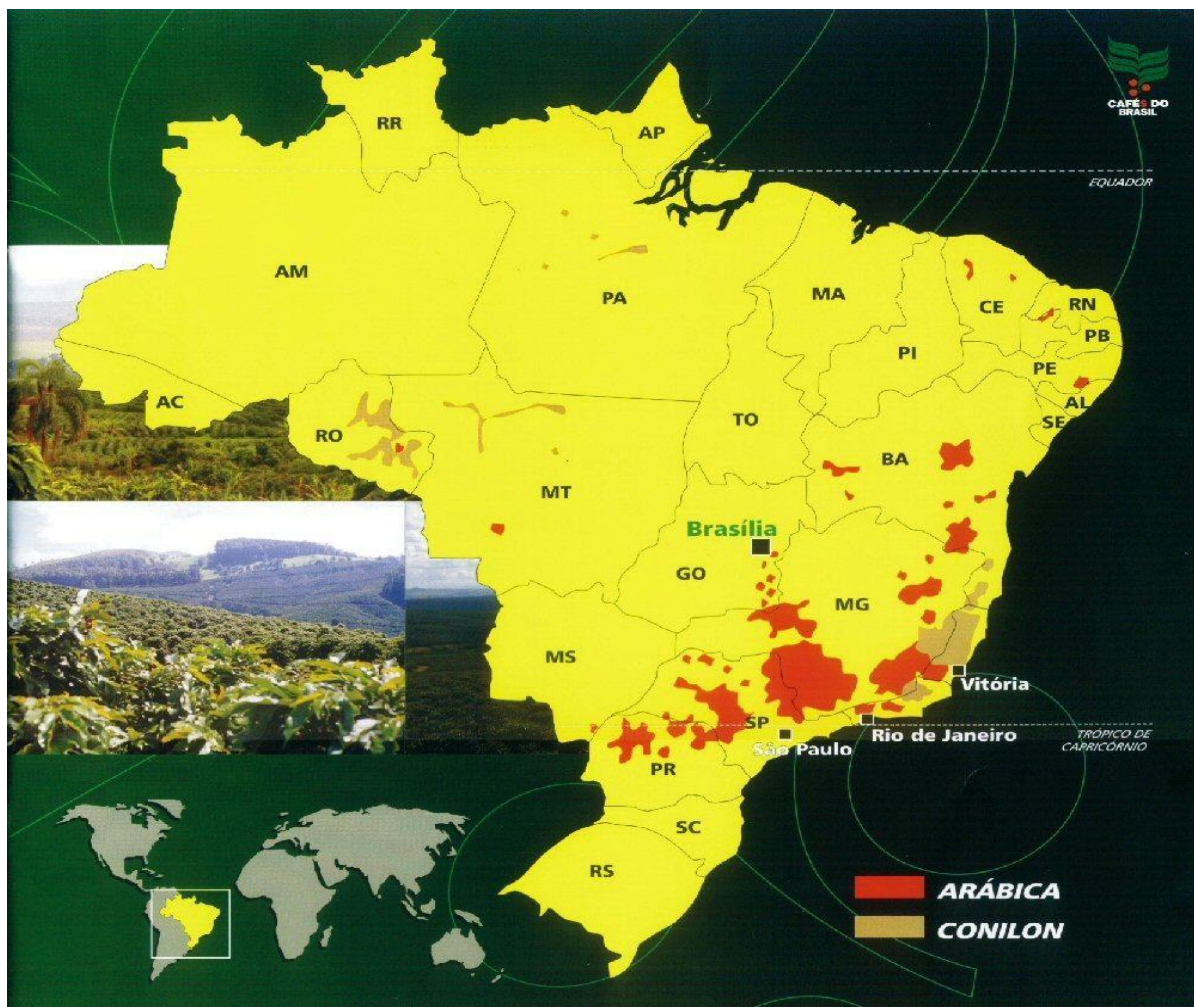 CAFÉS DO
BRASIL
RR
AP
EQUADOR
AM
PA
MA
CE
RN
PB
PI
PE
AC
AL
TO
SE
RO
BA
MT
Brasília
GO
MG
MS
Vitória
SP
Rio de Janeiro
TRÓPICO DE
CAPRICÓRNIO
São Paulo
PR
SC
RS
ARÁBICA
CONILON